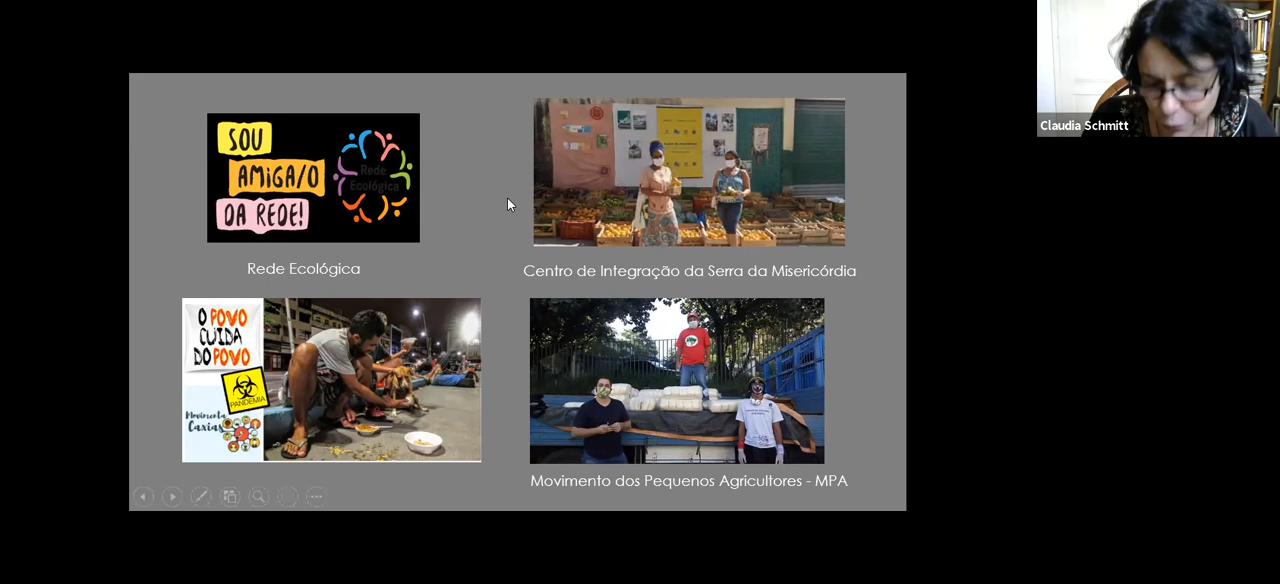 Claudia Schmitt
SOU
AMIGA/O
DA REDE!
Rede
Ecológica
Rede Ecológica
Centro de Integração da Serra da Misericórdia
O POVO
CUIDA
DO POVO
PANDEMIA
Movimenta
Caxias
Movimento dos Pequenos Agricultores - MPA